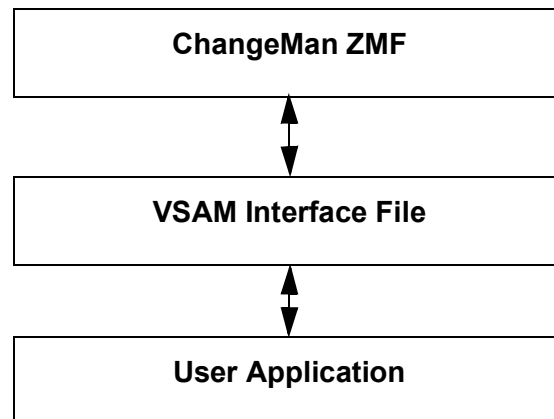 ChangeMan ZMF
VSAM Interface File
User Application